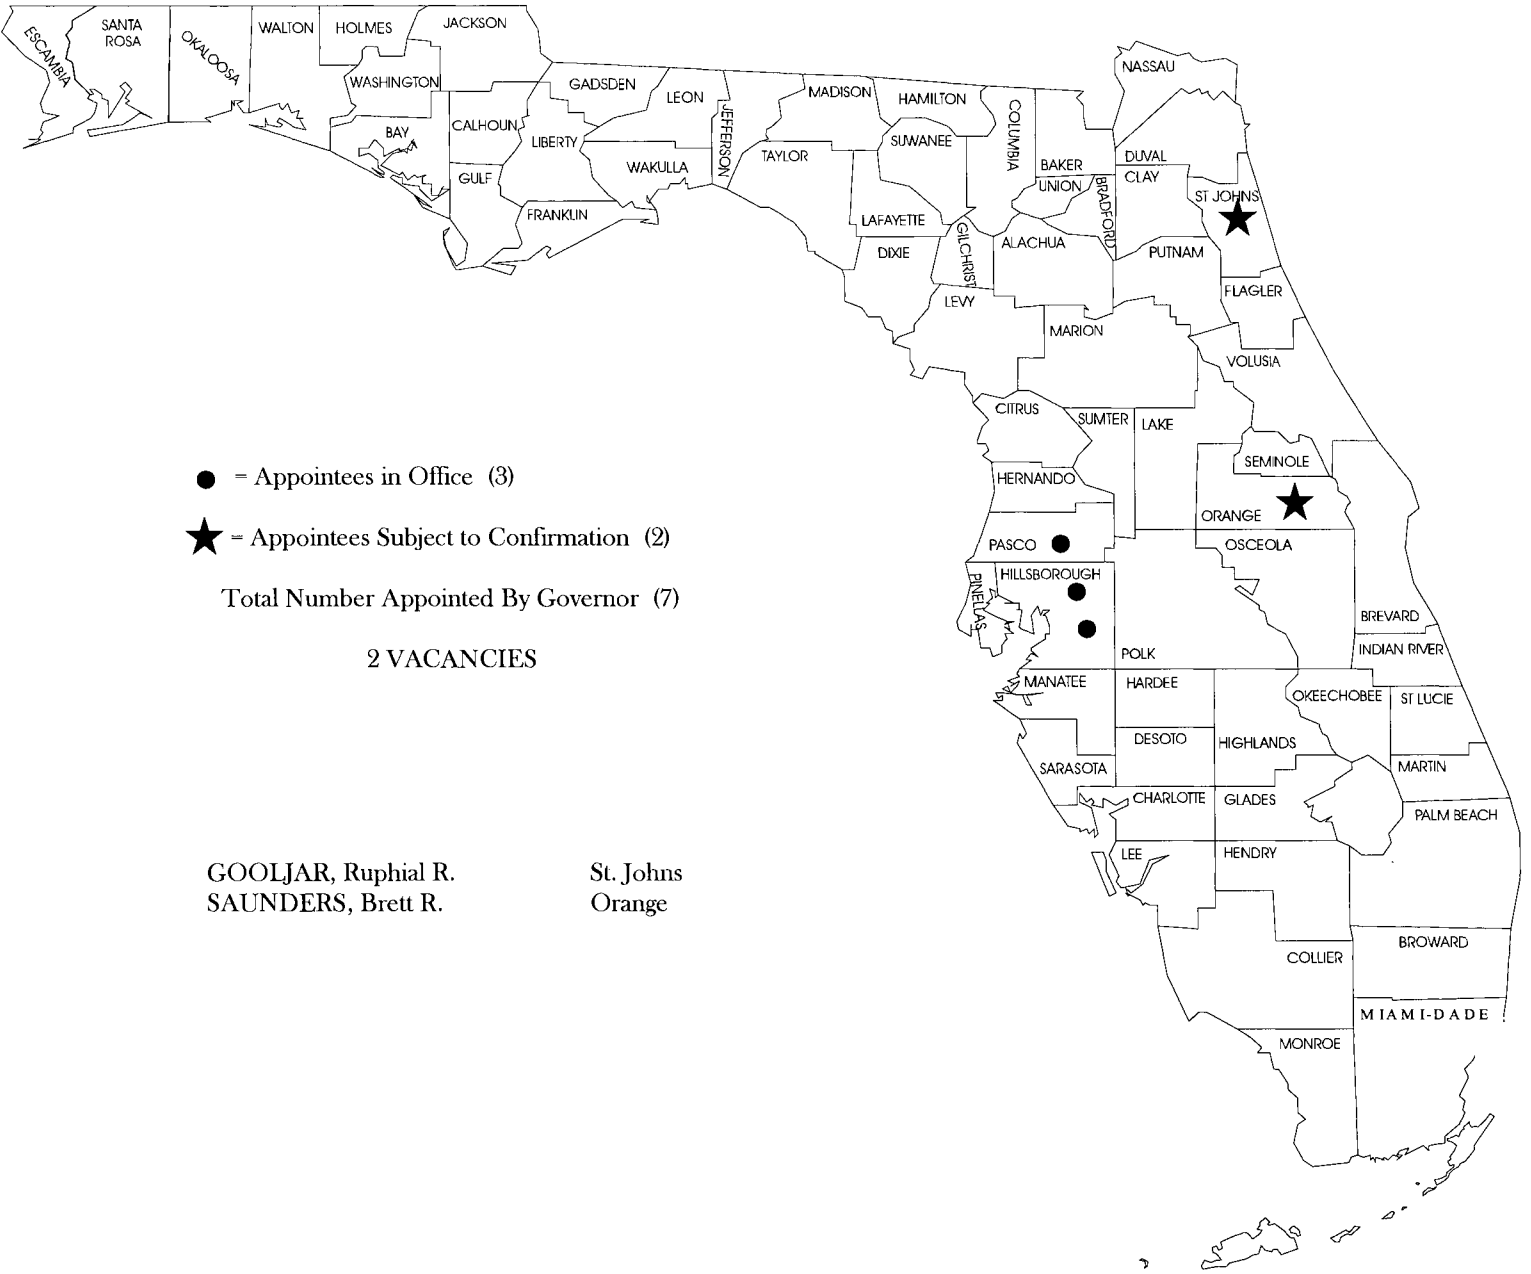 ESCAMBIA
SANTA
ROSA
OKALOOSA
WALTON
HOLMES
JACKSON
WASHINGTON
BAY
CALHOUN
GULF
GADSDEN
LIBERTY
FRANKLIN
LEON
WAKULLA
JEFFERSON
MADISON
TAYLOR
HAMILTON
SUWANEE
LAFAYETTE
DIXIE
COLUMBIA
GILCHRIST
LEVY
BAKER
UNION
BRADFORD
ALACHUA
NASSAU
DUVAL
CLAY
ST JOHNS
PUTNAM
FLAGLER
MARION
VOLUSIA
CITRUS
SUMTER
LAKE
SEMINOLE
HERNANDO
ORANGE
PASCO
OSCEOLA
PINELLAS
HILLSBOROUGH
BREVARD
POLK
INDIAN RIVER
MANATEE
HARDEE
OKEECHOBEE
ST LUCIE
DESOTO
HIGHLANDS
SARASOTA
MARTIN
CHARLOTTE
GLADES
PALM BEACH
LEE
HENDRY
BROWARD
COLLIER
MIAMI-DADE
MONROE
= Appointees in Office (3)
= Appointees Subject to Confirmation (2)
Total Number Appointed By Governor (7)
2 VACANCIES
GOOLJAR, Ruphial R. St. Johns
SAUNDERS, Brett R. Orange